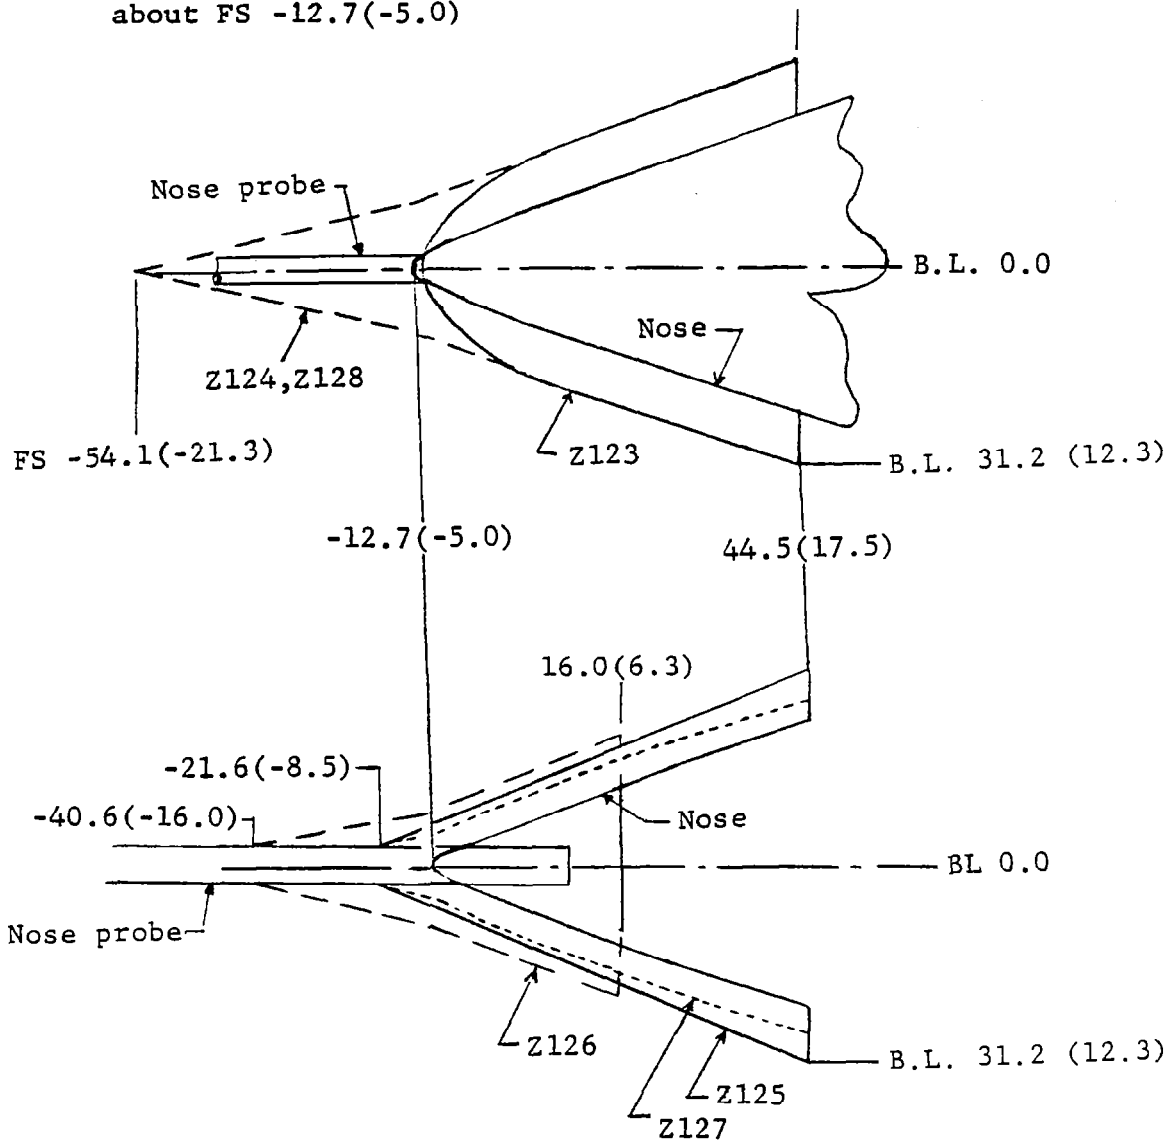 about FS -12.7(-5.0)
Nose probe
B.L. 0.0
Nose
Z124,Z128
FS -54.1(-21.3)
Z123
B.L. 31.2 (12.3)
-12.7(-5.0)
44.5(17.5)
16.0(6.3)
-21.6(-8.5)
-40.6(-16.0)
Nose
BL 0.0
Nose probe
Z126
B.L. 31.2 (12.3)
Z125
Z127